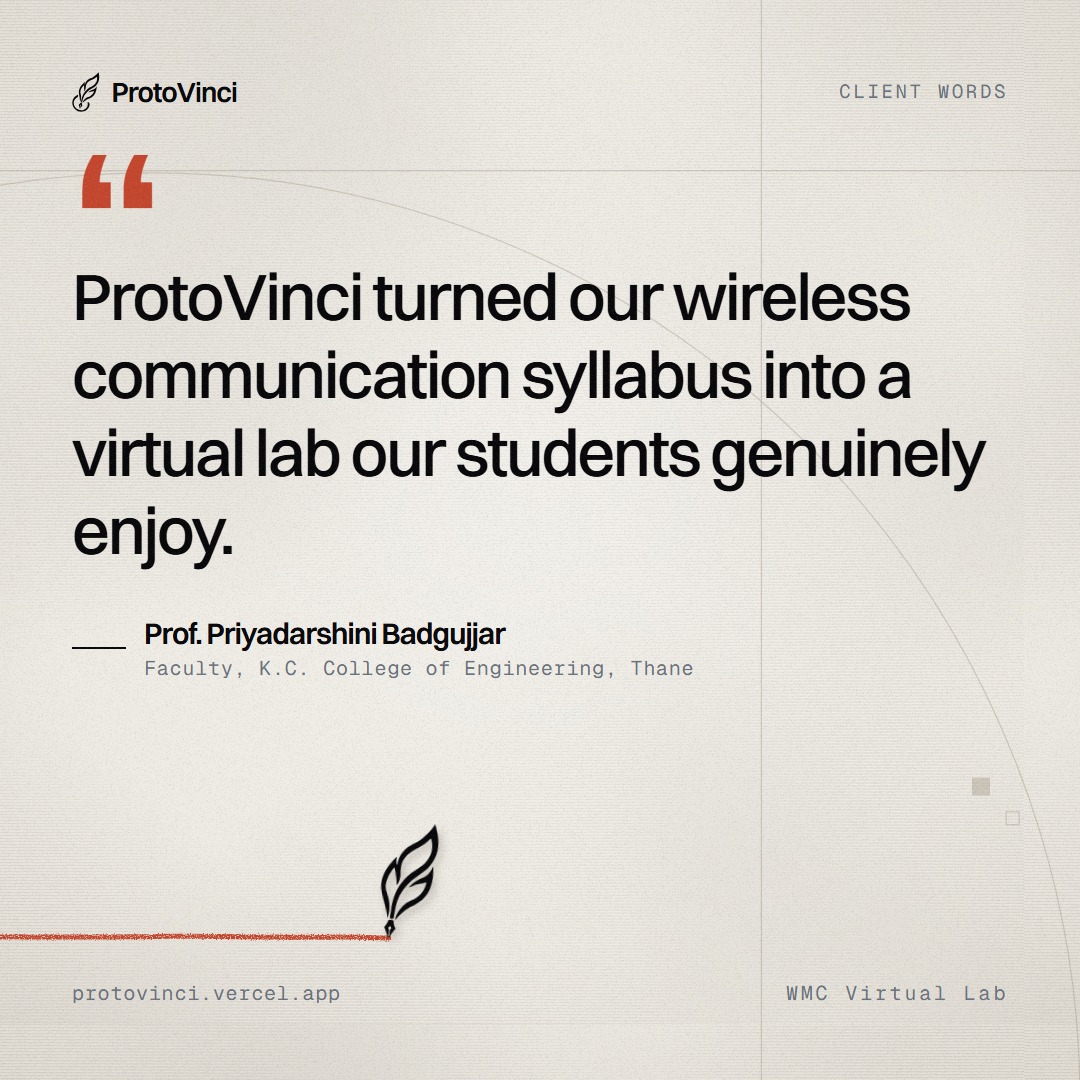 ProtoVinci
CLIENT WORDS
“
ProtoVinci turned our wireless
communication syllabus into a
virtual lab our students genuinely
enjoy.
Prof. Priyadarshini Badgujjar
Faculty, K.C. College of Engineering, Thane
protovinci.vercel.app
WMC Virtual Lab